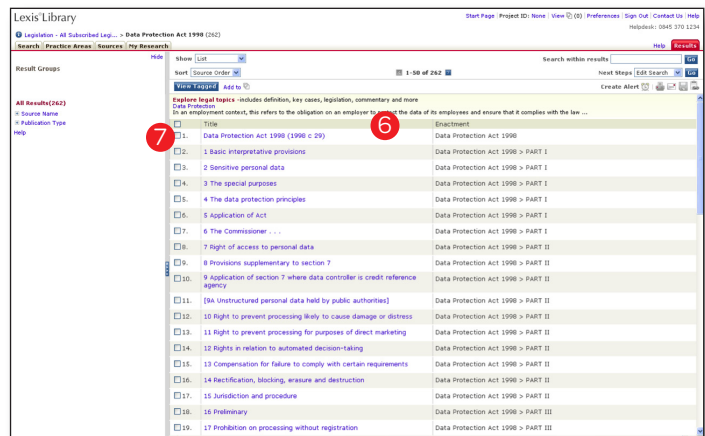 Lexis®Library
Start Page | Project ID: None | View (0) | Preferences | Sign Out | Contact Us | Help
Helpdesk: 0845 370 1234
Legislation - All Subscribed Legi... > Data Protection Act 1998 (262)
Search Practice Areas Sources My Research
Help Results
Hide
Show List
Search within results Go
Result Groups
Sort Source Order
1-50 of 262
Next Steps Edit Search Go
View Tagged Add to
Create Alert
All Results(262)
Source Name
Publication Type
Help
Explore legal topics -includes definition, key cases, legislation, commentary and more
Data Protection
In an employment context, this refers to the obligation on an employer to the data of its employees and ensure that it complies with the law ...
6
Title Enactment
7
1. Data Protection Act 1998 (1998 c 29) Data Protection Act 1998
2. 1 Basic interpretative provisions Data Protection Act 1998 > PART I
3. 2 Sensitive personal data Data Protection Act 1998 > PART I
4. 3 The special purposes Data Protection Act 1998 > PART I
5. 4 The data protection principles Data Protection Act 1998 > PART I
6. 5 Application of Act Data Protection Act 1998 > PART I
7. 6 The Commissioner . . . Data Protection Act 1998 > PART I
8. 7 Right of access to personal data Data Protection Act 1998 > PART II
9. 8 Provisions supplementary to section 7 Data Protection Act 1998 > PART II
10. 9 Application of section 7 where data controller is credit reference Data Protection Act 1998 > PART II
agency
11. [9A Unstructured personal data held by public authorities] Data Protection Act 1998 > PART II
12. 10 Right to prevent processing likely to cause damage or distress Data Protection Act 1998 > PART II
13. 11 Right to prevent processing for purposes of direct marketing Data Protection Act 1998 > PART II
14. 12 Rights in relation to automated decision-taking Data Protection Act 1998 > PART II
15. 13 Compensation for failure to comply with certain requirements Data Protection Act 1998 > PART II
16. 14 Rectification, blocking, erasure and destruction Data Protection Act 1998 > PART II
17. 15 Jurisdiction and procedure Data Protection Act 1998 > PART II
18. 16 Preliminary Data Protection Act 1998 > PART III
19. 17 Prohibition on processing without registration Data Protection Act 1998 > PART III